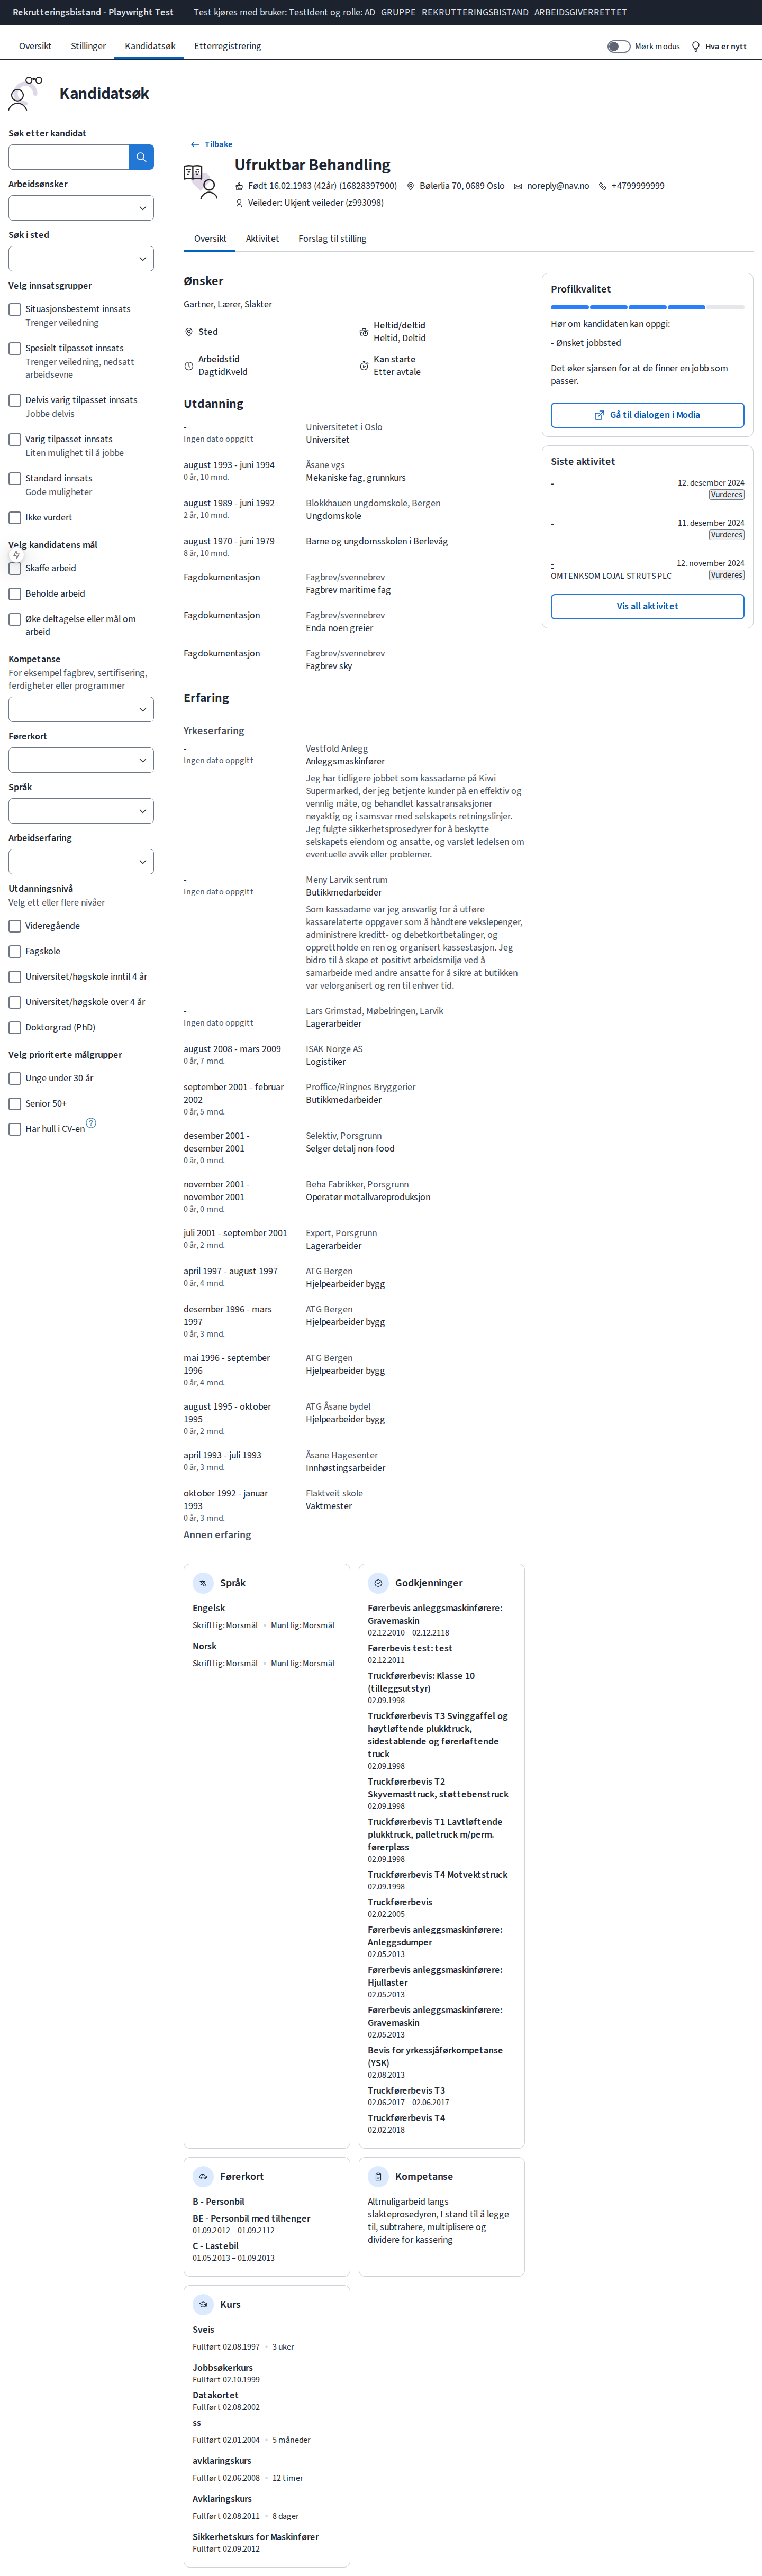 Rekrutteringsbistand - Playwright Test
Test kjøres med bruker: TestIdent og rolle: AD_GRUPPE_REKRUTTERINGSBISTAND_ARBEIDSGIVERRETTET
Oversikt
Stillinger
Kandidatsøk
Etterregistrering
Mørk modus
Hva er nytt
Kandidatsøk
Søk etter kandidat
Arbeidsønsker
Søk i sted
Velg innsatsgrupper
Situasjonsbestemt innsats
Trenger veiledning
Spesielt tilpasset innsats
Trenger veiledning, nedsatt
arbeidsevne
Delvis varig tilpasset innsats
Jobbe delvis
Varig tilpasset innsats
Liten mulighet til å jobbe
Standard innsats
Gode muligheter
Ikke vurdert
Velg kandidatens mål
Skaffe arbeid
Beholde arbeid
Øke deltagelse eller mål om
arbeid
Kompetanse
For eksempel fagbrev, sertifisering,
ferdigheter eller programmer
Førerkort
Språk
Arbeidserfaring
Utdanningsnivå
Velg ett eller flere nivåer
Videregående
Fagskole
Universitet/høgskole inntil 4 år
Universitet/høgskole over 4 år
Doktorgrad (PhD)
Velg prioriterte målgrupper
Unge under 30 år
Senior 50+
Har hull i CV-en
Tilbake
Ufruktbar Behandling
Født 16.02.1983 (42år) (16828397900)
Bølerlia 70, 0689 Oslo
noreply@nav.no
+4799999999
Veileder: Ukjent veileder (z993098)
Oversikt
Aktivitet
Forslag til stilling
Ønsker
Gartner, Lærer, Slakter
Sted
Heltid/deltid
Heltid, Deltid
Arbeidstid
DagtidKveld
Kan starte
Etter avtale
Utdanning
-
Ingen dato oppgitt
Universitetet i Oslo
Universitet
august 1993 - juni 1994
0 år, 10 mnd.
Åsane vgs
Mekaniske fag, grunnkurs
august 1989 - juni 1992
2 år, 10 mnd.
Blokkhauen ungdomskole, Bergen
Ungdomskole
august 1970 - juni 1979
8 år, 10 mnd.
Barne og ungdomsskolen i Berlevåg
Fagdokumentasjon
Fagbrev/svennebrev
Fagbrev maritime fag
Fagdokumentasjon
Fagbrev/svennebrev
Enda noen greier
Fagdokumentasjon
Fagbrev/svennebrev
Fagbrev sky
Erfaring
Yrkeserfaring
-
Ingen dato oppgitt
Vestfold Anlegg
Anleggsmaskinfører
Jeg har tidligere jobbet som kassadame på Kiwi
Supermarked, der jeg betjente kunder på en effektiv og
vennlig måte, og behandlet kassatransaksjoner
nøyaktig og i samsvar med selskapets retningslinjer.
Jeg fulgte sikkerhetsprosedyrer for å beskytte
selskapets eiendom og ansatte, og varslet ledelsen om
eventuelle avvik eller problemer.
-
Ingen dato oppgitt
Meny Larvik sentrum
Butikkmedarbeider
Som kassadame var jeg ansvarlig for å utføre
kassarelaterte oppgaver som å håndtere vekslepenger,
administrere kreditt- og debetkortbetalinger, og
opprettholde en ren og organisert kassestasjon. Jeg
bidro til å skape et positivt arbeidsmiljø ved å
samarbeide med andre ansatte for å sikre at butikken
var velorganisert og ren til enhver tid.
-
Ingen dato oppgitt
Lars Grimstad, Møbelringen, Larvik
Lagerarbeider
august 2008 - mars 2009
0 år, 7 mnd.
ISAK Norge AS
Logistiker
september 2001 - februar
2002
0 år, 5 mnd.
Proffice/Ringnes Bryggerier
Butikkmedarbeider
desember 2001 -
desember 2001
0 år, 0 mnd.
Selektiv, Porsgrunn
Selger detalj non-food
november 2001 -
november 2001
0 år, 0 mnd.
Beha Fabrikker, Porsgrunn
Operatør metallvareproduksjon
juli 2001 - september 2001
0 år, 2 mnd.
Expert, Porsgrunn
Lagerarbeider
april 1997 - august 1997
0 år, 4 mnd.
ATG Bergen
Hjelpearbeider bygg
desember 1996 - mars
1997
0 år, 3 mnd.
ATG Bergen
Hjelpearbeider bygg
mai 1996 - september
1996
0 år, 4 mnd.
ATG Bergen
Hjelpearbeider bygg
august 1995 - oktober
1995
0 år, 2 mnd.
ATG Åsane bydel
Hjelpearbeider bygg
april 1993 - juli 1993
0 år, 3 mnd.
Åsane Hagesenter
Innhøstingsarbeider
oktober 1992 - januar
1993
0 år, 3 mnd.
Flaktveit skole
Vaktmester
Annen erfaring
Språk
Engelsk
Skriftlig: Morsmål
Muntlig: Morsmål
Norsk
Skriftlig: Morsmål
Muntlig: Morsmål
Godkjenninger
Førerbevis anleggsmaskinførere:
Gravemaskin
02.12.2010 – 02.12.2118
Førerbevis test: test
02.12.2011
Truckførerbevis: Klasse 10
(tilleggsutstyr)
02.09.1998
Truckførerbevis T3 Svinggaffel og
høytløftende plukktruck,
sidestablende og førerløftende
truck
02.09.1998
Truckførerbevis T2
Skyvemasttruck, støttebenstruck
02.09.1998
Truckførerbevis T1 Lavtløftende
plukktruck, palletruck m/perm.
førerplass
02.09.1998
Truckførerbevis T4 Motvektstruck
02.09.1998
Truckførerbevis
02.02.2005
Førerbevis anleggsmaskinførere:
Anleggsdumper
02.05.2013
Førerbevis anleggsmaskinførere:
Hjullaster
02.05.2013
Førerbevis anleggsmaskinførere:
Gravemaskin
02.05.2013
Bevis for yrkessjåførkompetanse
(YSK)
02.08.2013
Truckførerbevis T3
02.06.2017 – 02.06.2017
Truckførerbevis T4
02.02.2018
Førerkort
B - Personbil
BE - Personbil med tilhenger
01.09.2012 – 01.09.2112
C - Lastebil
01.05.2013 – 01.09.2013
Kompetanse
Altmuligarbeid langs
slakteprosedyren, I stand til å legge
til, subtrahere, multiplisere og
dividere for kassering
Kurs
Sveis
Fullført 02.08.1997
3 uker
Jobbsøkerkurs
Fullført 02.10.1999
Datakortet
Fullført 02.08.2002
ss
Fullført 02.01.2004
5 måneder
avklaringskurs
Fullført 02.06.2008
12 timer
Avklaringskurs
Fullført 02.08.2011
8 dager
Sikkerhetskurs for Maskinfører
Fullført 02.09.2012
Profilkvalitet
Hør om kandidaten kan oppgi:
- Ønsket jobbsted
Det øker sjansen for at de finner en jobb som
passer.
Gå til dialogen i Modia
Siste aktivitet
-
12. desember 2024
Vurderes
-
11. desember 2024
Vurderes
-
12. november 2024
OMTENKSOM LOJAL STRUTS PLC
Vurderes
Vis all aktivitet